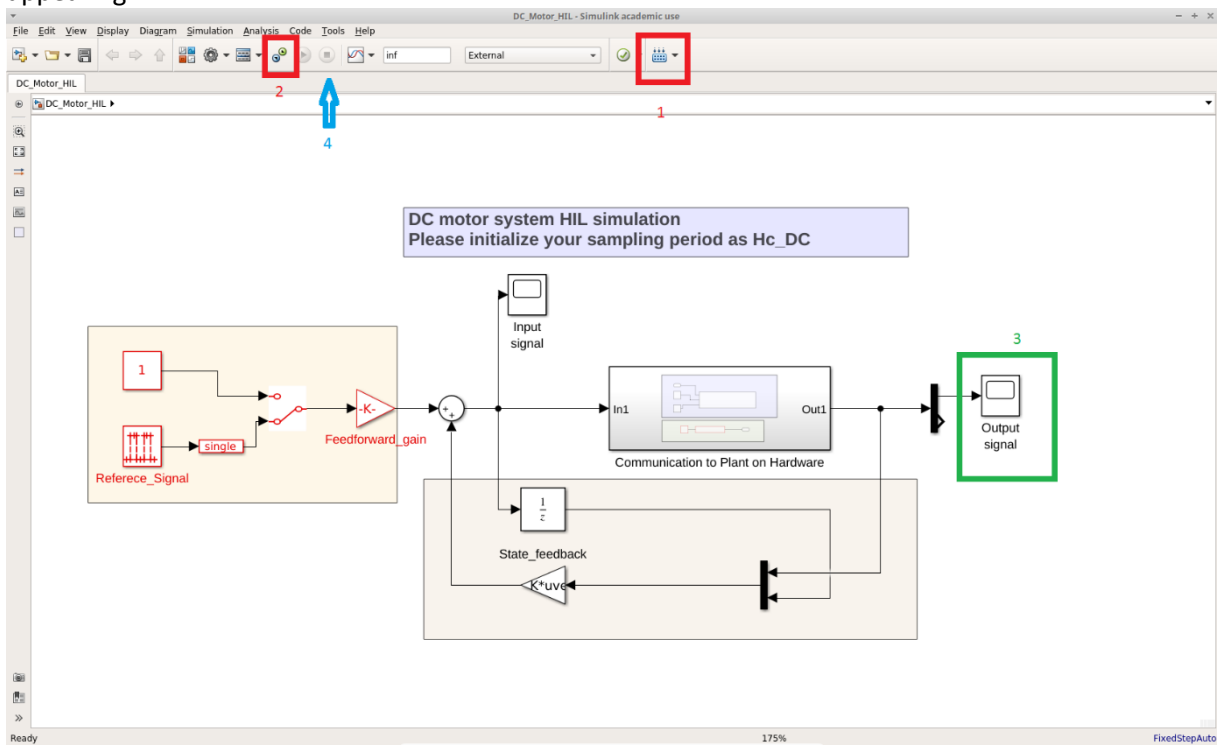 DC_Motor_HIL - Simulink academic use
File Edit View Display Diagram Simulation Analysis Code Tools Help
inf
External
DC_Motor_HIL
2
1
DC_Motor_HIL
4
DC motor system HIL simulation
Please initialize your sampling period as Hc_DC
Input
signal
3
1
-K-
In1
Out1
Output
signal
single
Feedforward_gain
Referece_Signal
Communication to Plant on Hardware
1
z
State_feedback
K*uve
Ready
175%
FixedStepAuto